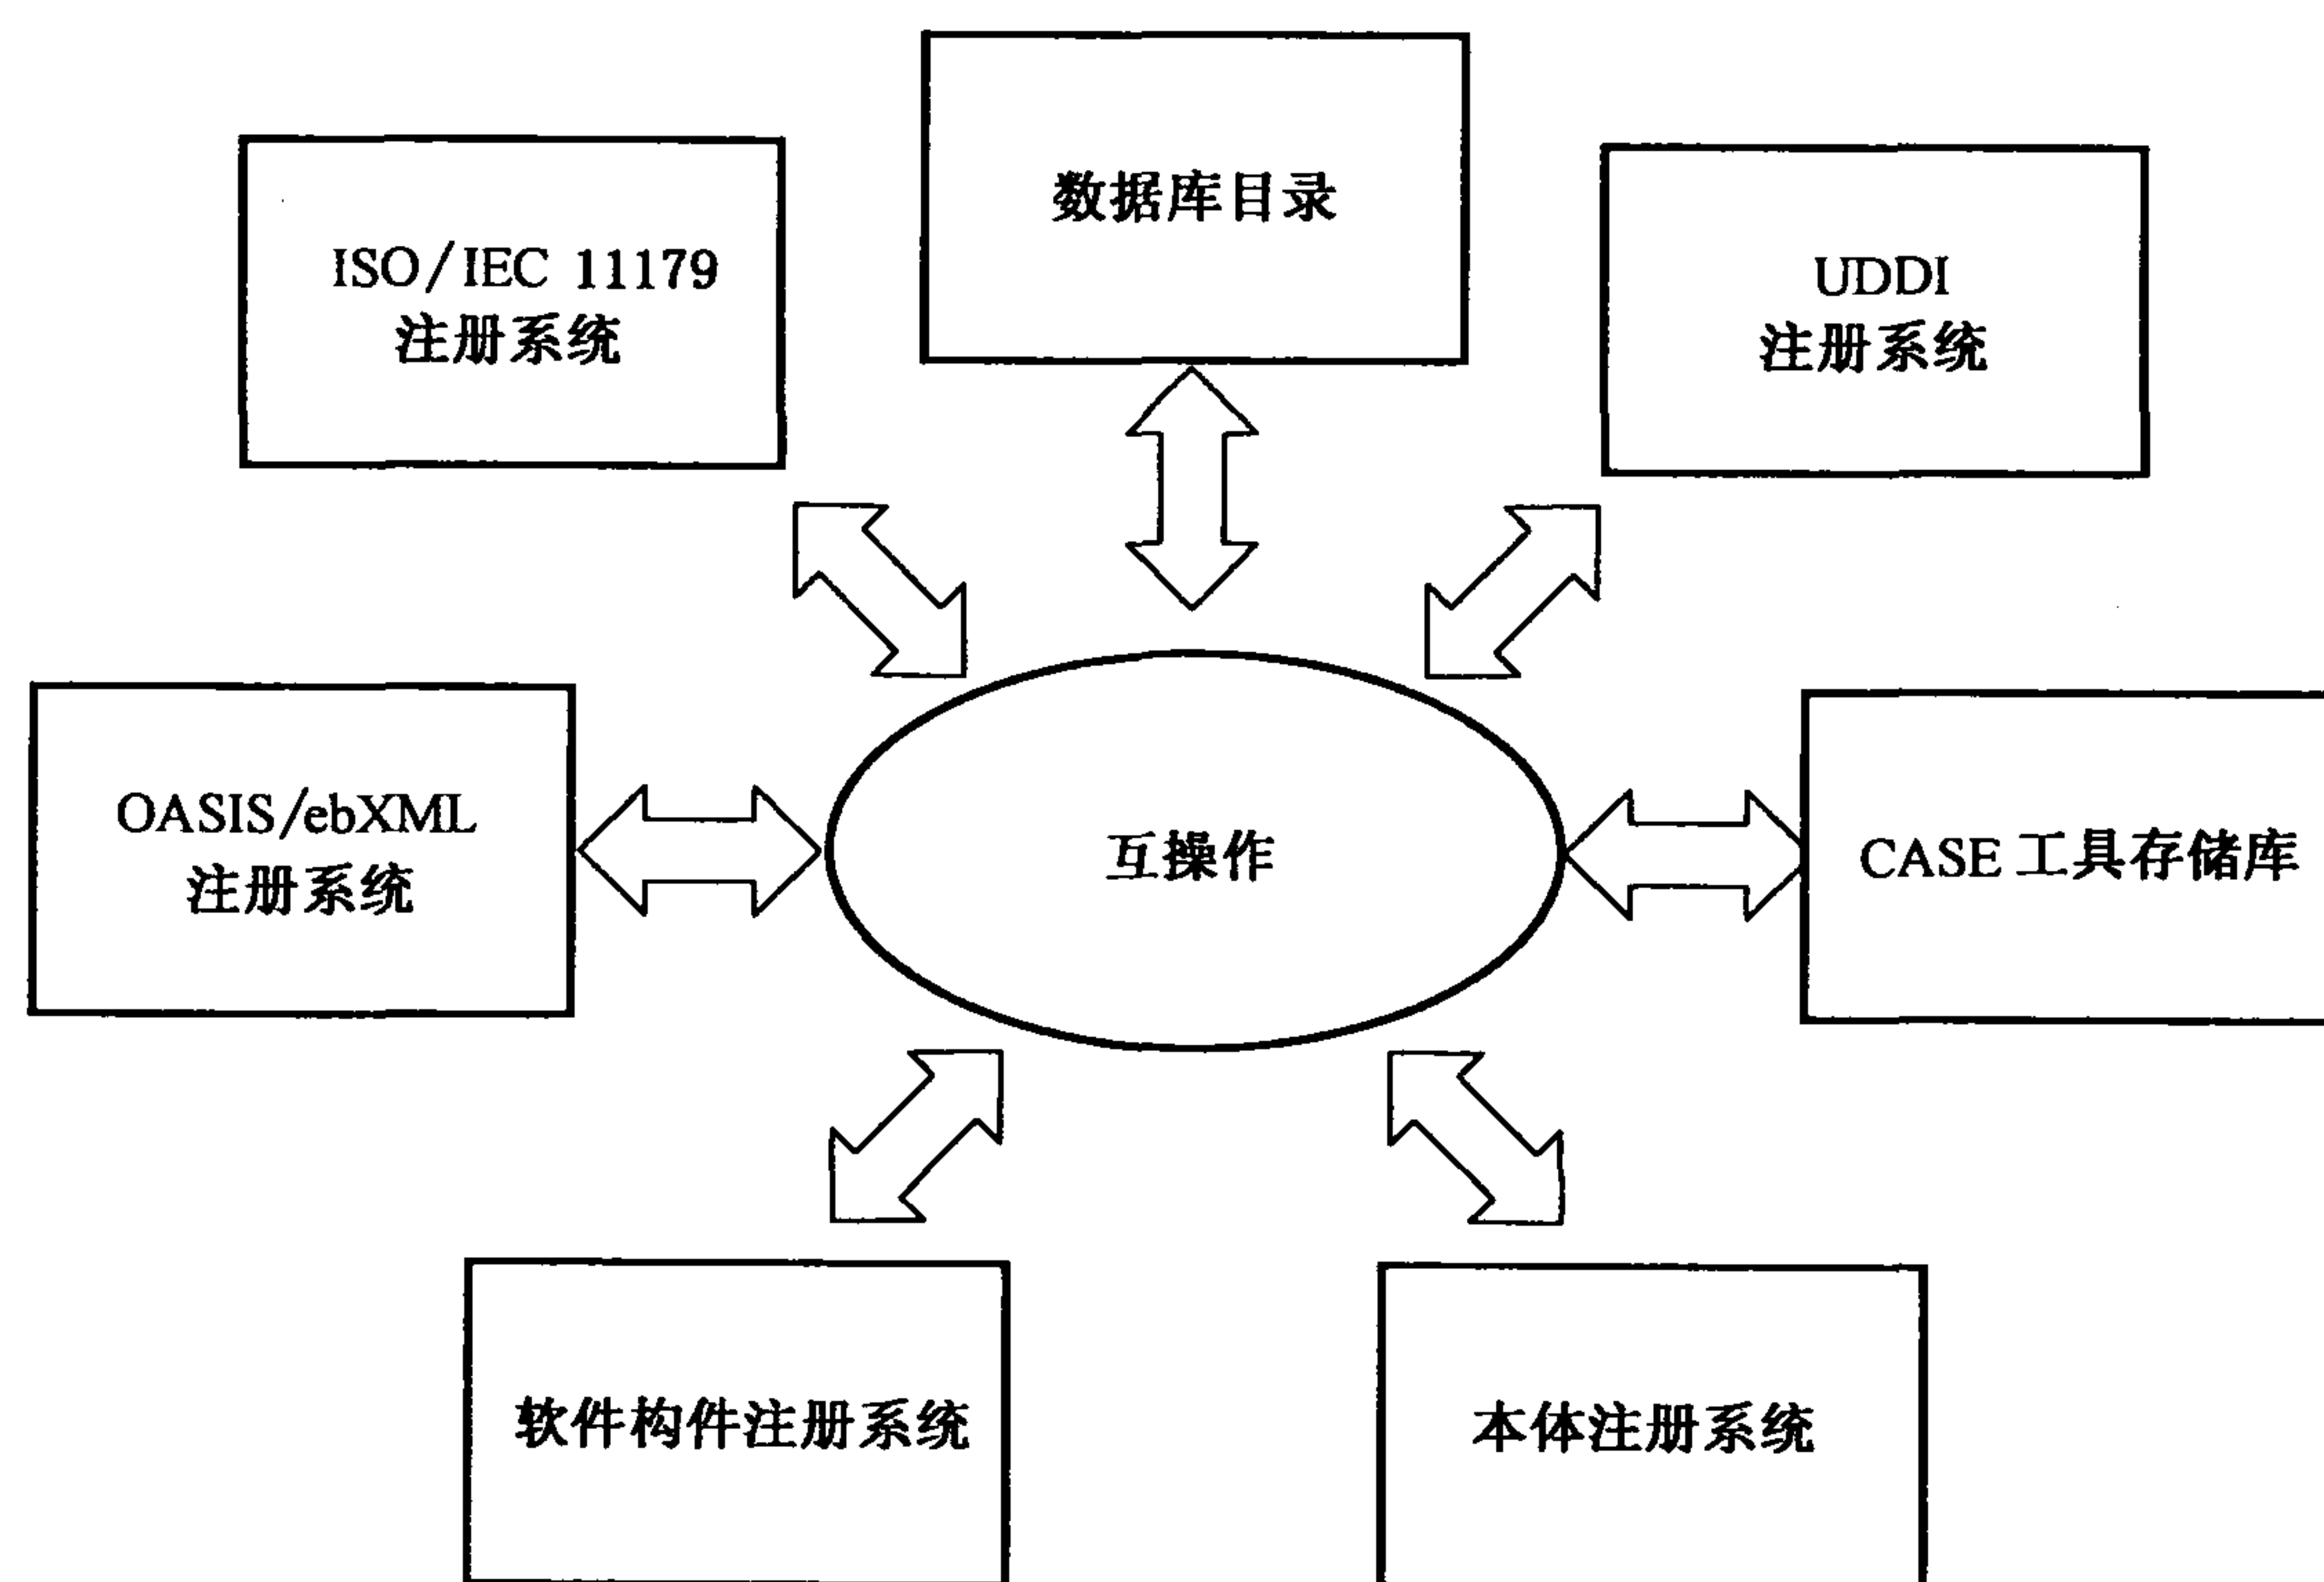 数据库目录
ISO/IEC 11179
注册系统
UDDI
注册系统
OASIS/ebXML
注册系统
互操作
CASE 工具存储库
软件构件注册系统
本体注册系统